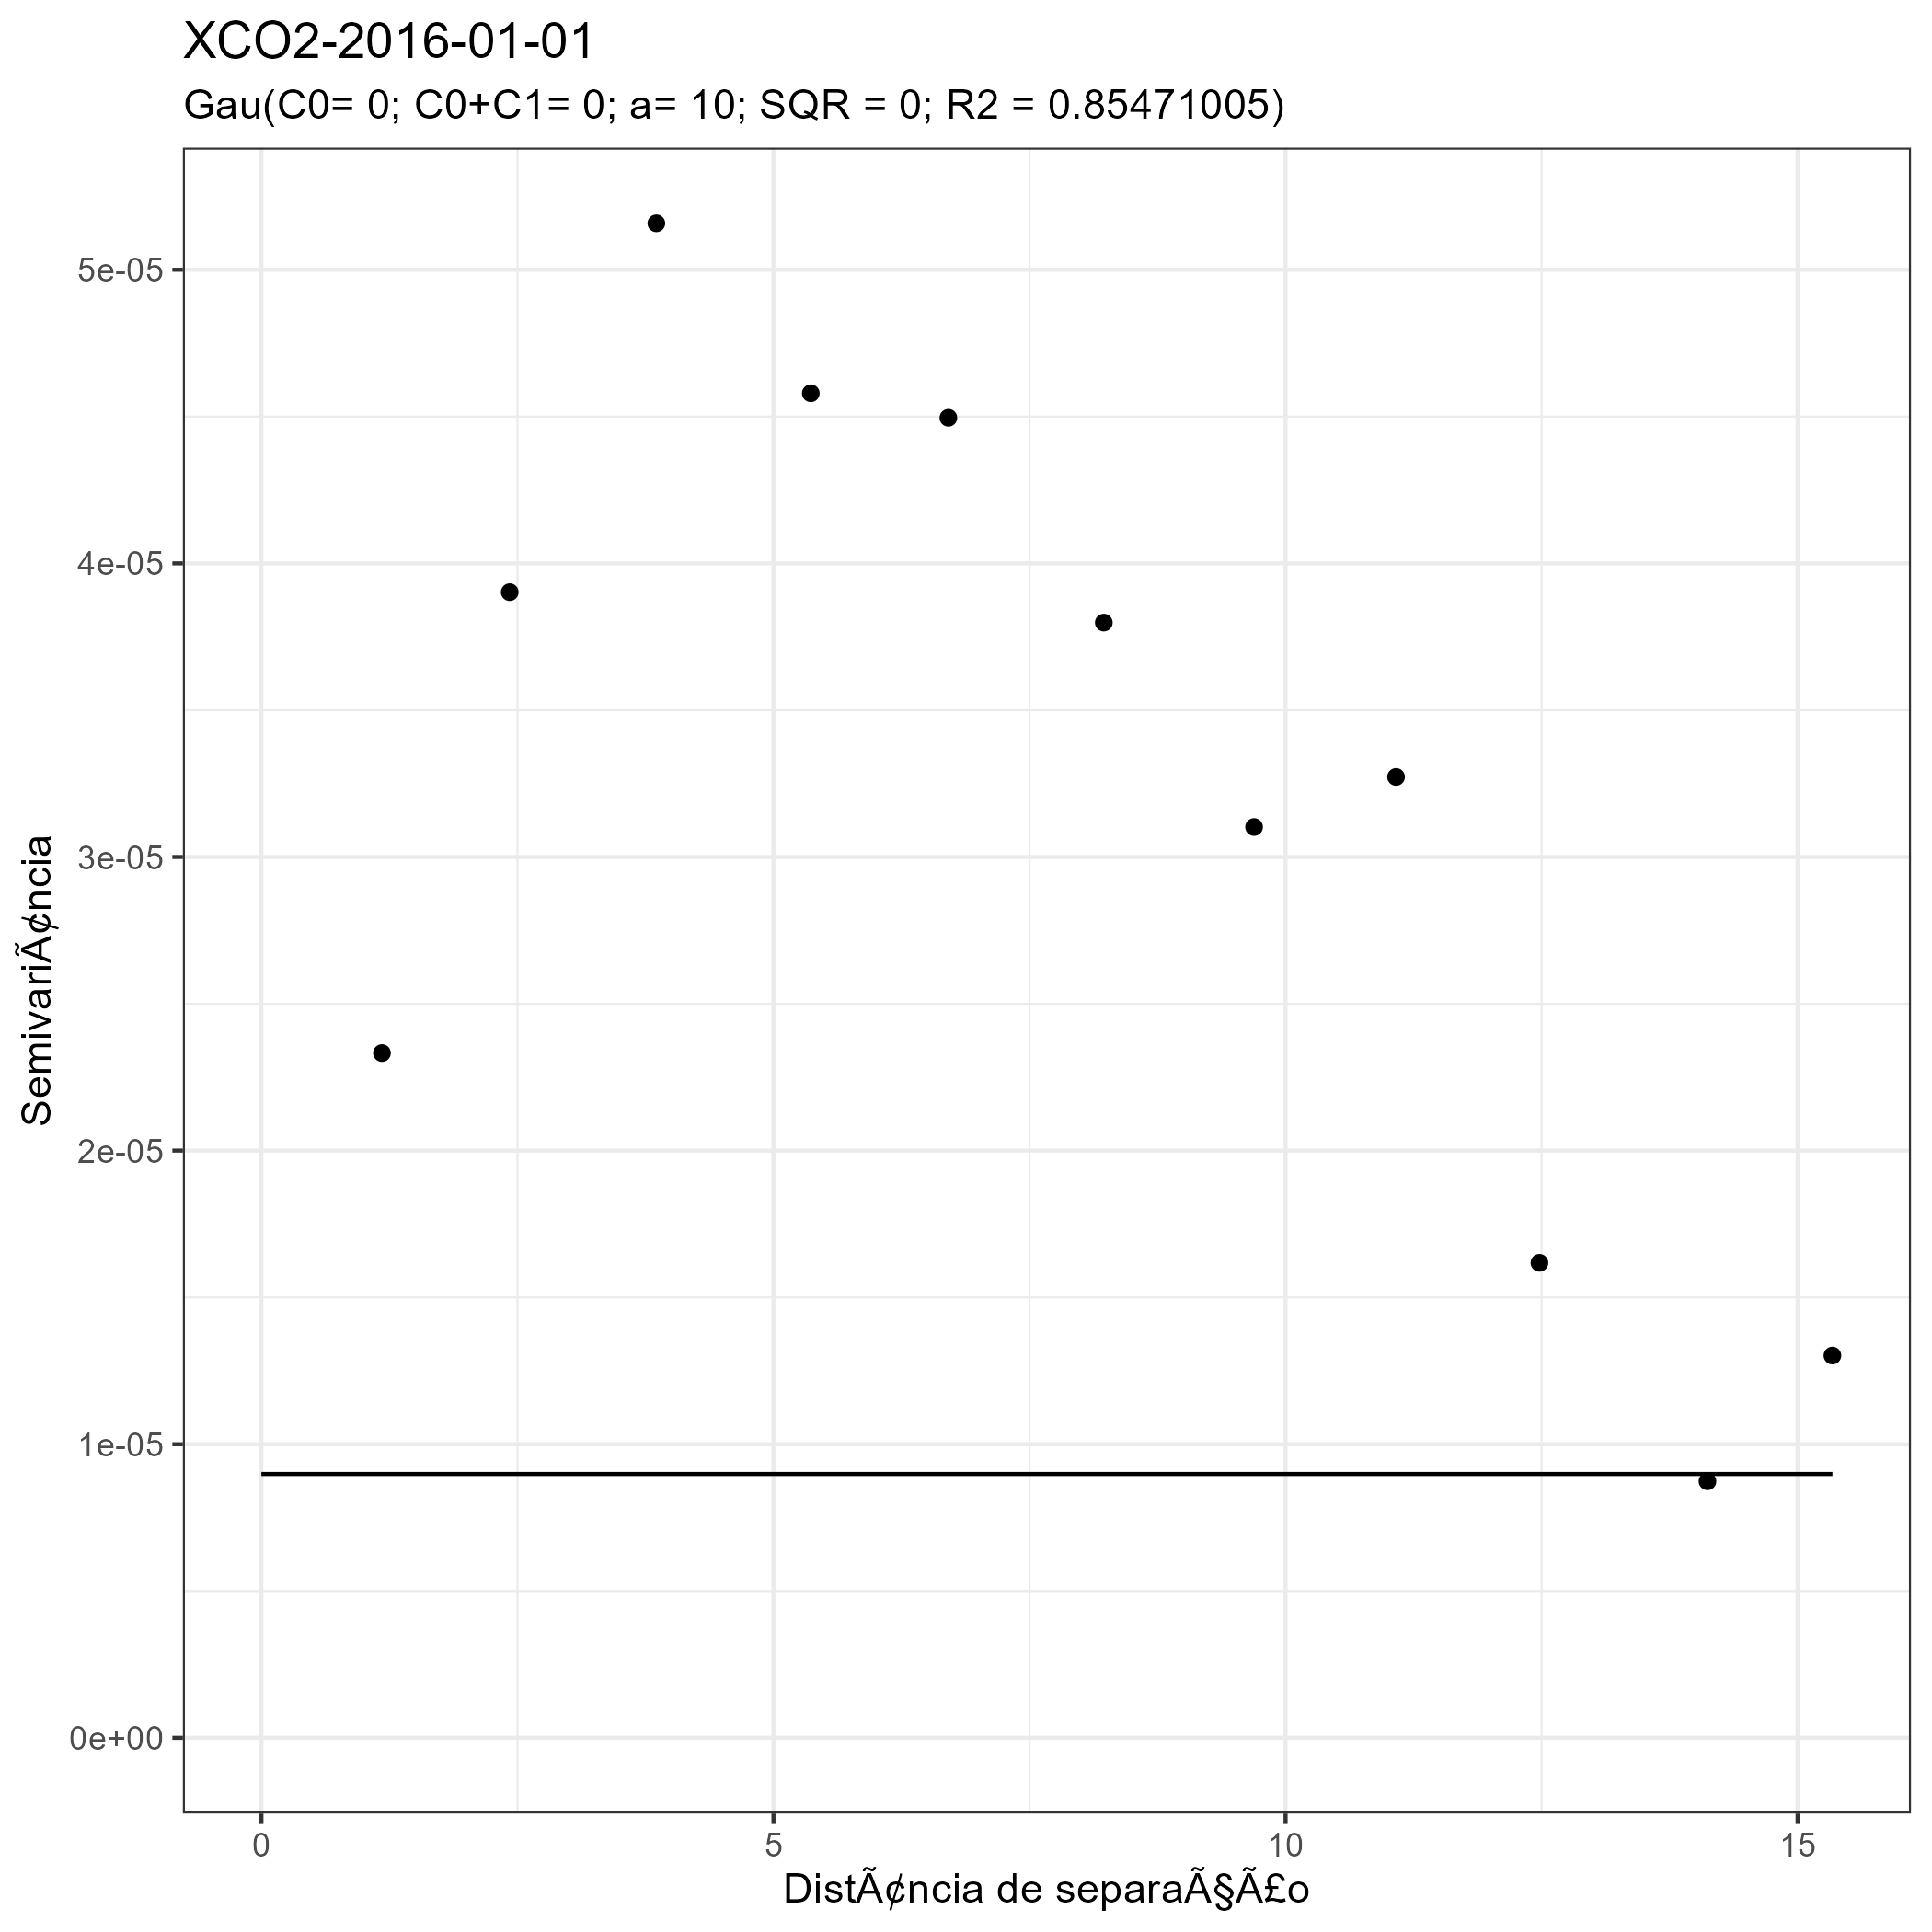 XCO2-2016-01-01
Gau(C0= 0; C0+C1= 0; a= 10; SQR = 0; R2 = 0.85471005)
SemivariÃ¢ncia
5e-05
4e-05
3e-05
2e-05
1e-05
0e+00
0 5 10 15
DistÃ¢ncia de separaÃ§Ã£o